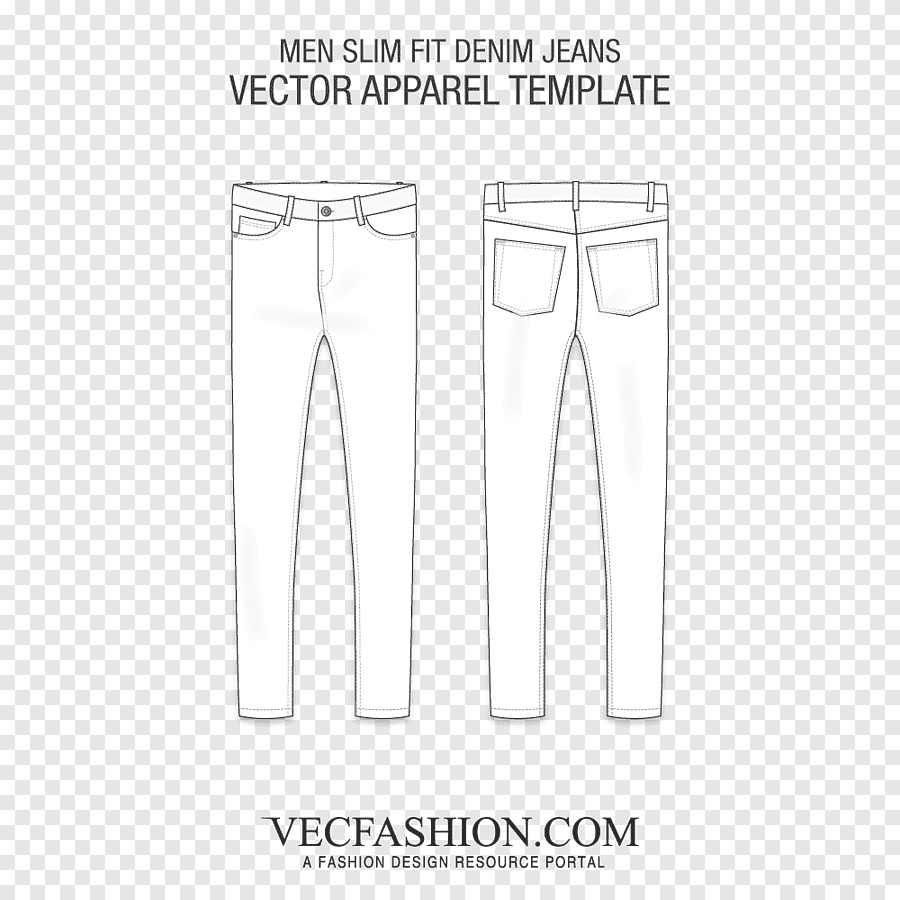 MEN SLIM FIT DENIM JEANS
VECTOR APPAREL TEMPLATE
VECFASHION.COM
A FASHION DESIGN RESOURCE PORTAL